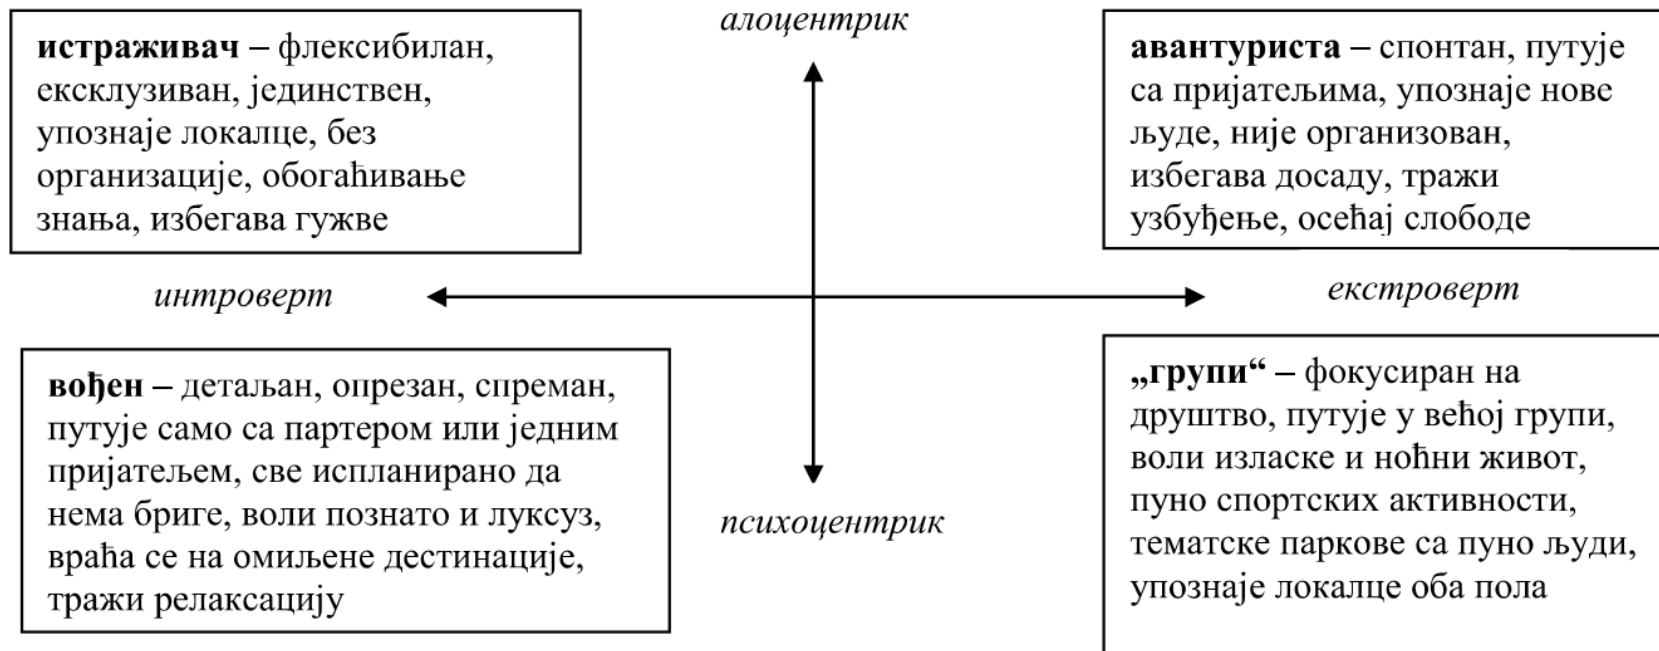 алоцентрик
истраживач – флексибилан,
ексклузиван, јединствен,
упознаје локалце, без
организације, обогаћивање
знања, избегава гужве
авантуриста – спонтан, путује
са пријатељима, упознаје нове
људе, није организован,
избегава досаду, тражи
узбуђење, осећај слободе
интроверт
екстроверт
вођен – детаљан, опрезан, спреман,
путује само са партером или једним
пријатељем, све испланирано да
нема бриге, воли познато и луксуз,
враћа се на омиљене дестинације,
тражи релаксацију
психоцентрик
„групи“ – фокусиран на
друштво, путује у већој групи,
воли изласке и ноћни живот,
пуно спортских активности,
тематске паркове са пуно људи,
упознаје локалце оба пола